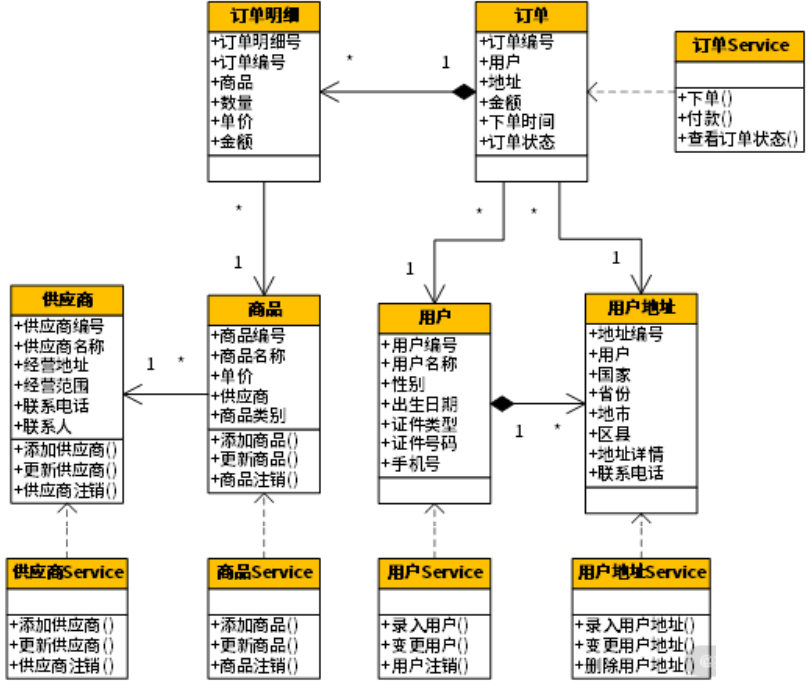 订单明细
+订单明细号
+订单编号
+商品
+数量
+单价
+金额
*
1
订单
+订单编号
+用户
+地址
+金额
+下单时间
+订单状态
订单Service
+下单()
+付款()
+查看订单状态()
*
1
*
1
*
1
供应商
+供应商编号
+供应商名称
+经营地址
+经营范围
+联系电话
+联系人
+添加供应商()
+更新供应商()
+供应商注销()
1
*
商品
+商品编号
+商品名称
+单价
+供应商
+商品类别
+添加商品()
+更新商品()
+商品注销()
用户
+用户编号
+用户名称
+性别
+出生日期
+证件类型
+证件号码
+手机号
1
*
用户地址
+地址编号
+用户
+国家
+省份
+地市
+区县
+地址详情
+联系电话
供应商Service
+添加供应商()
+更新供应商()
+供应商注销()
商品Service
+添加商品()
+更新商品()
+商品注销()
用户Service
+录入用户()
+变更用户()
+用户注销()
用户地址Service
+录入用户地址()
+变更用户地址()
+删除用户地址()